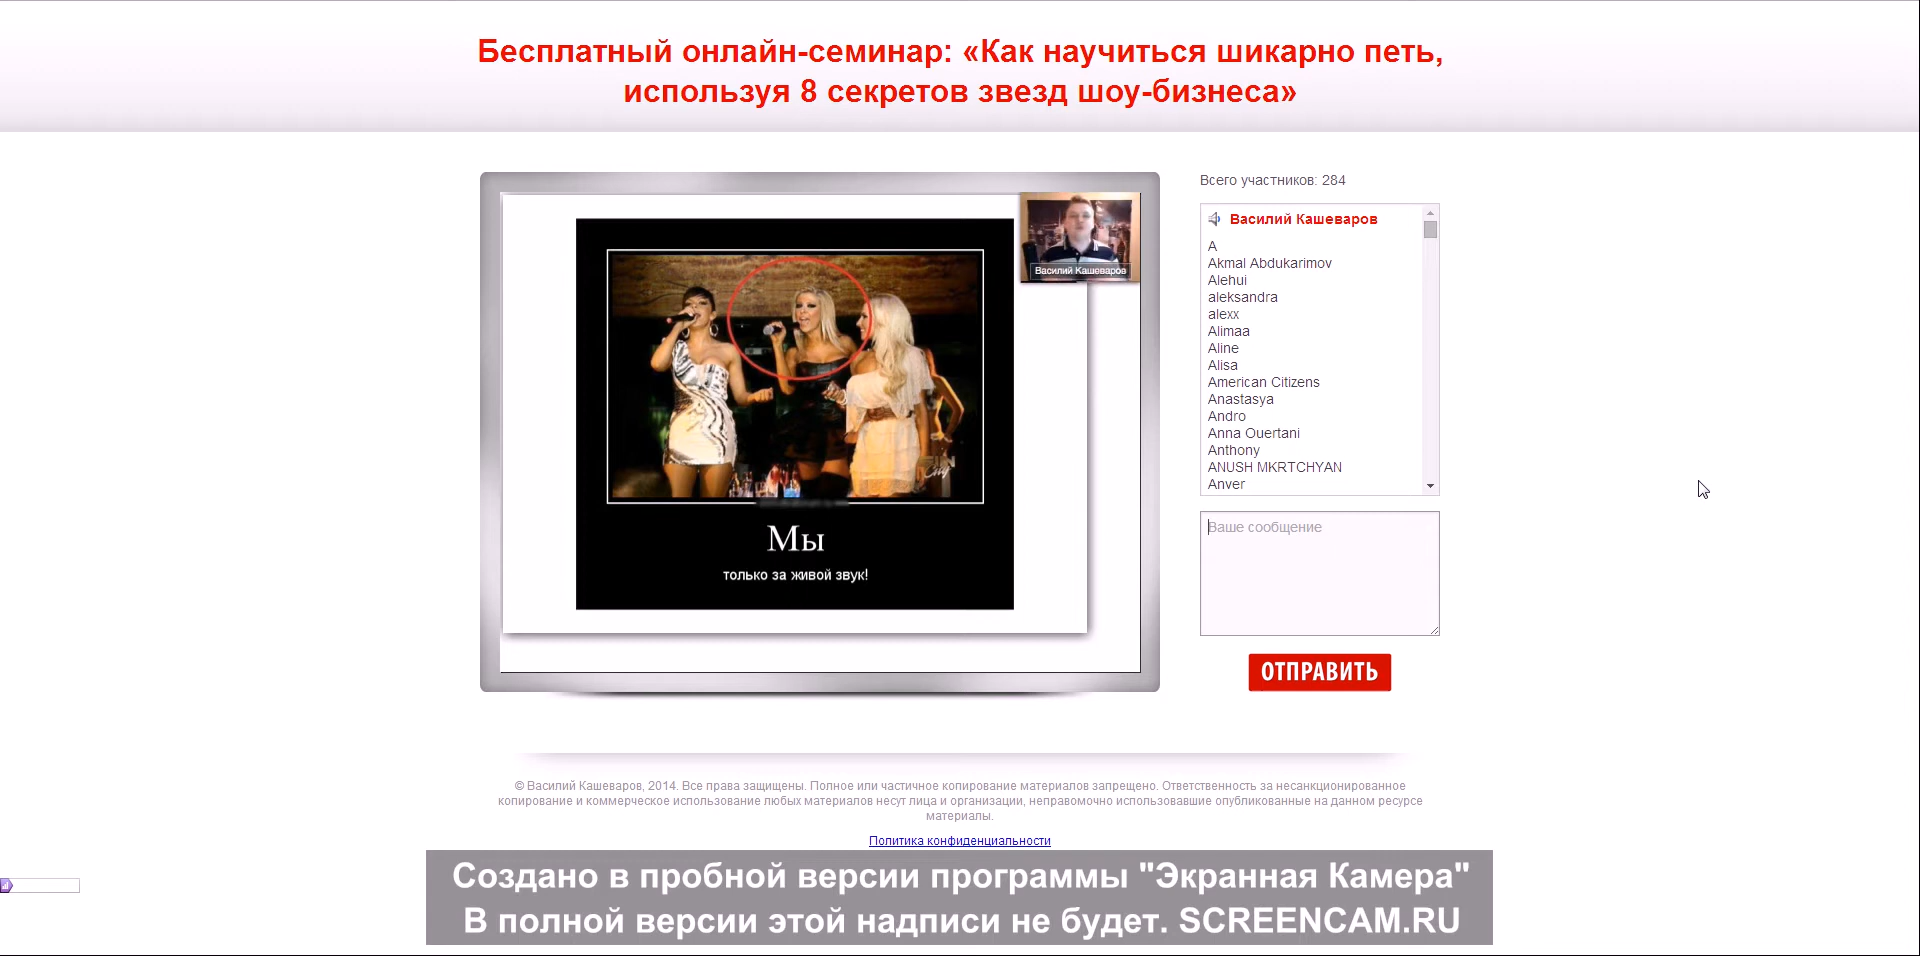 Бесплатный онлайн-семинар: «Как научиться шикарно петь,
используя 8 секретов звезд шоу-бизнеса»
Василий Кашеваров
Мы
только за живой звук!
Всего участников: 284
Василий Кашеваров
A
Akmal Abdukarimov
Alehui
aleksandra
alexx
Alimaa
Aline
Alisa
American Citizens
Anastasya
Andro
Anna Ouertani
Anthony
ANUSH MKRTCHYAN
Anver
Ваше сообщение
ОТПРАВИТЬ
© Василий Кашеваров, 2014. Все права защищены. Полное или частичное копирование материалов запрещено. Ответственность за несанкционированное
копирование и коммерческое использование любых материалов несут лица и организации, неправомочно использовавшие опубликованные на данном ресурсе
материалы.
Политика конфиденциальности
Создано в пробной версии программы "Экранная Камера"
В полной версии этой надписи не будет. SCREENCAM.RU